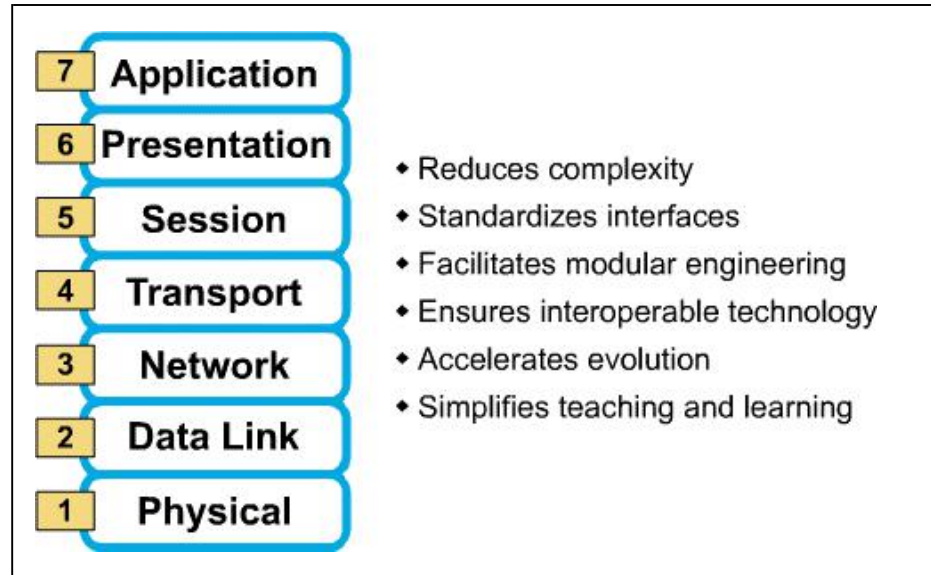 7 Application
6 Presentation
5 Session
4 Transport
3 Network
2 Data Link
1 Physical
◆ Reduces complexity
◆ Standardizes interfaces
◆ Facilitates modular engineering
◆ Ensures interoperable technology
◆ Accelerates evolution
◆ Simplifies teaching and learning